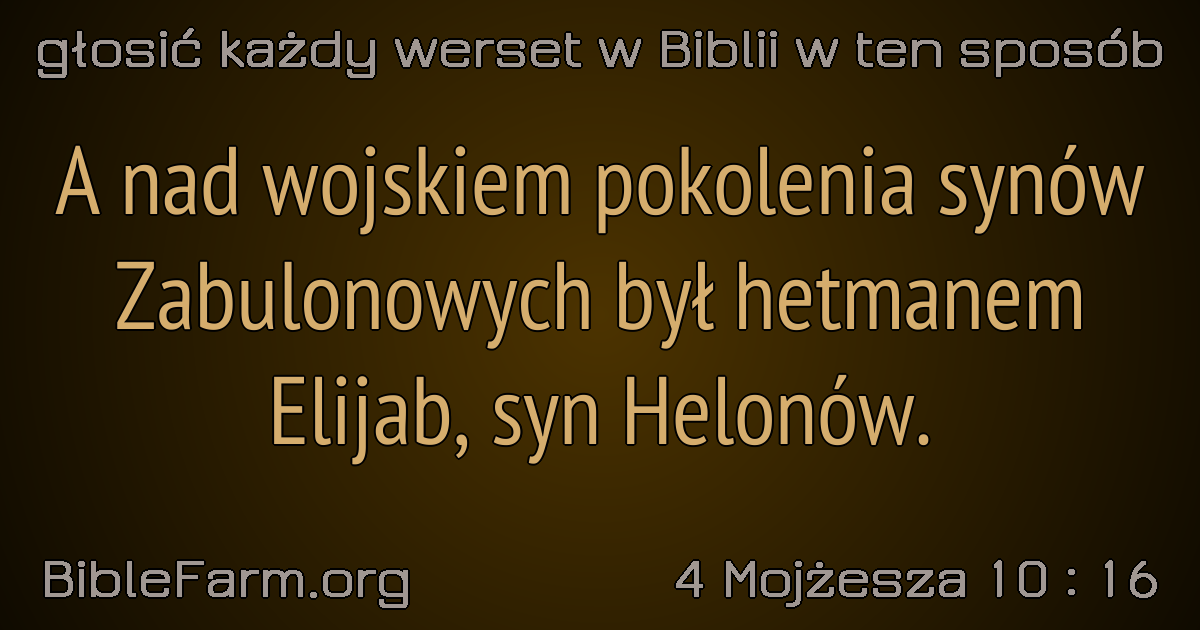 głosić każdy werset w Biblii w ten sposób
A nad wojskiem pokolenia synów
Zabulonowych był hetmanem
Elijab, syn Helonów.
BibleFarm.org
4 Mojżesza 10 : 16